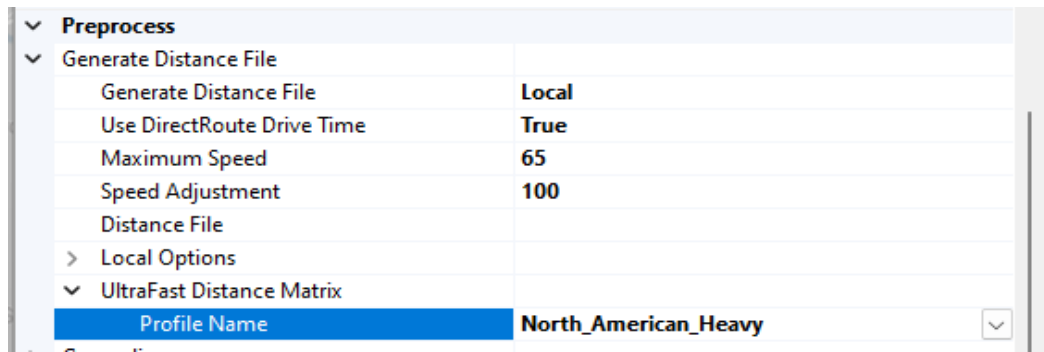 Preprocess
Generate Distance File
Generate Distance File Local
Use DirectRoute Drive Time True
Maximum Speed 65
Speed Adjustment 100
Distance File
Local Options
UltraFast Distance Matrix
Profile Name North_American_Heavy